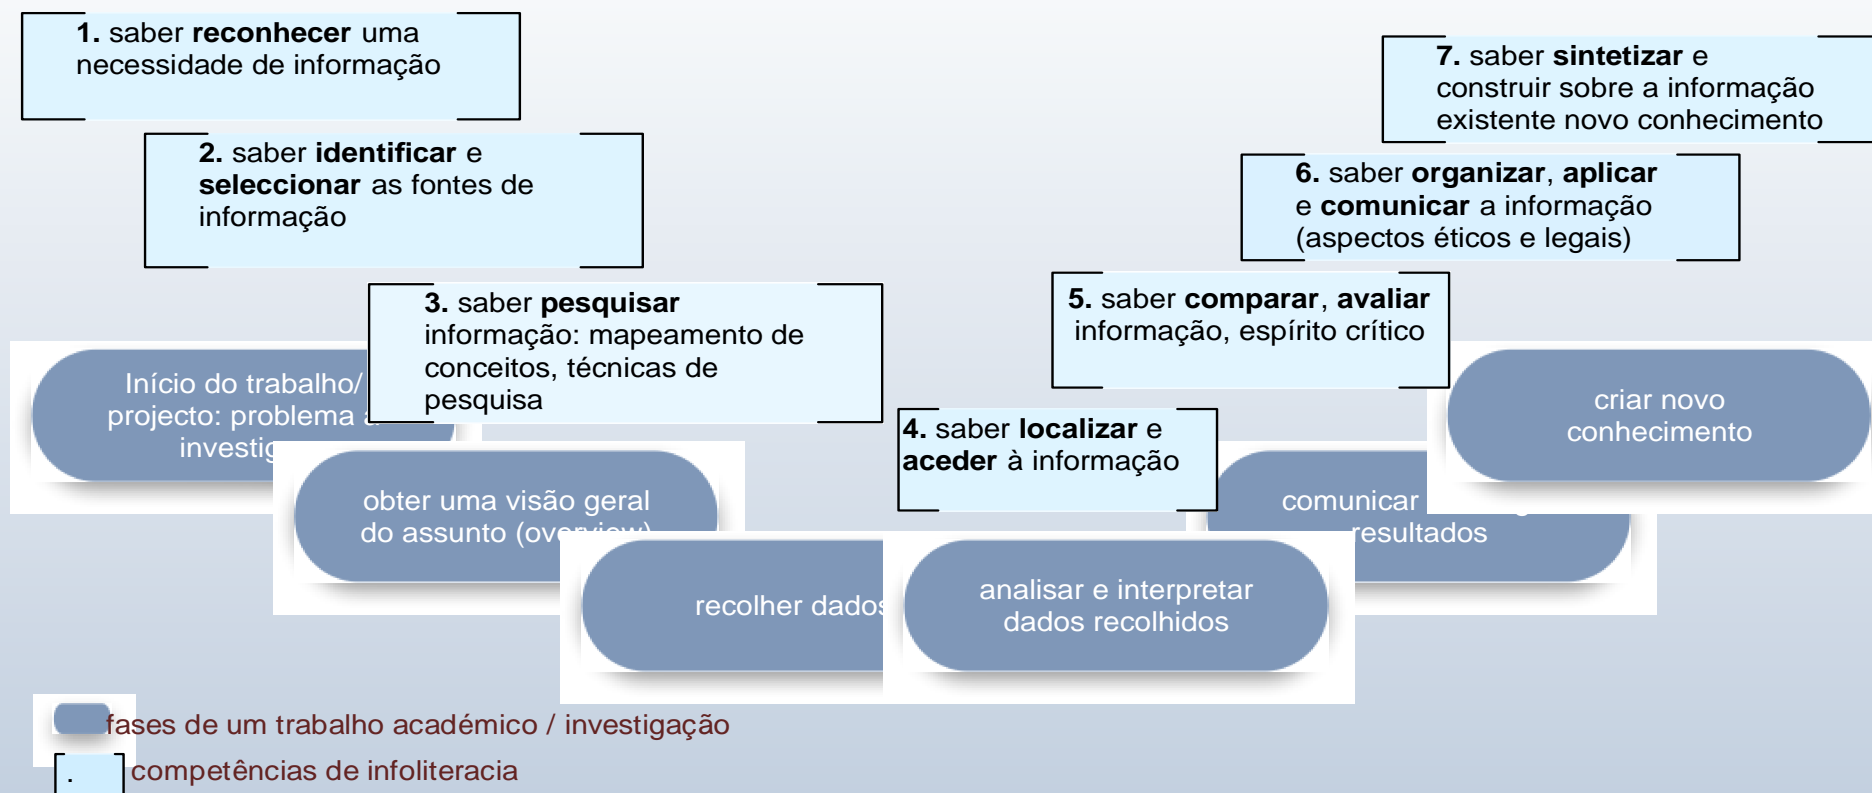 1. saber reconhecer uma
necessidade de informação
2. saber identificar e
seleccionar as fontes de
informação
3. saber pesquisar
informação: mapeamento de
conceitos, técnicas de
pesquisa
4. saber localizar e
aceder à informação
5. saber comparar, avaliar
informação, espírito crítico
6. saber organizar, aplicar
e comunicar a informação
(aspectos éticos e legais)
7. saber sintetizar e
construir sobre a informação
existente novo conhecimento
Início do trabalho/
projecto: problema a
obter uma visão geral
do assunto (overview)
recolher dados
analisar e interpretar
dados recolhidos
comunicar
resultados
criar novo
conhecimento
fases de um trabalho académico / investigação
.
competências de infoliteracia